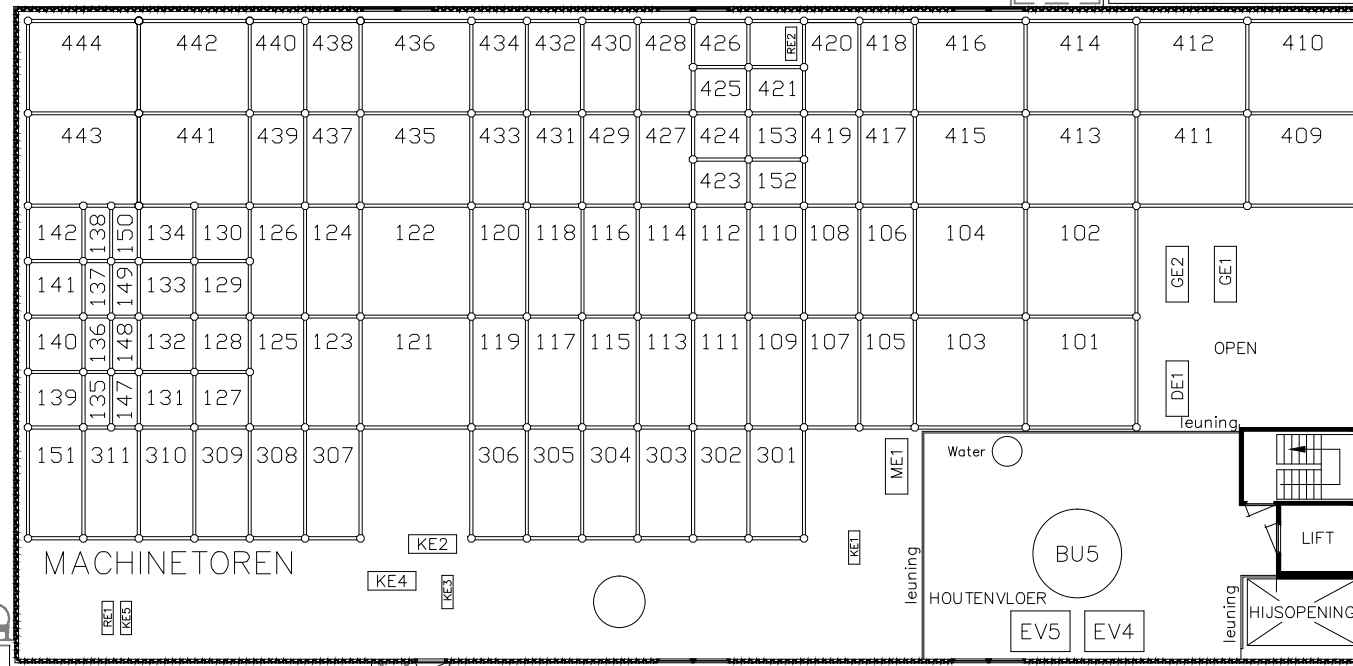 444 442 440 438 436 434 432 430 428 426 RE2 420 418 416 414 412 410
425 421
443 441 439 437 435 433 431 429 427 424 153 419 417 415 413 411 409
423 152
142 138 150 134 130 126 124 122 120 118 116 114 112 110 108 106 104 102
141 137 149 133 129 GE2 GE1
140 136 148 132 128 125 123 121 119 117 115 113 111 109 107 105 103 101 OPEN
139 135 147 131 127 DE1
leuning
151 311 310 309 308 307 306 305 304 303 302 301 ME1 Water
MACHINETOREN KE2 KE1 BU5 LIFT
KE4 KE3 leuning HOUTENVLOER leuning HIJSOPENING
RE1 KE5 EV5 EV4